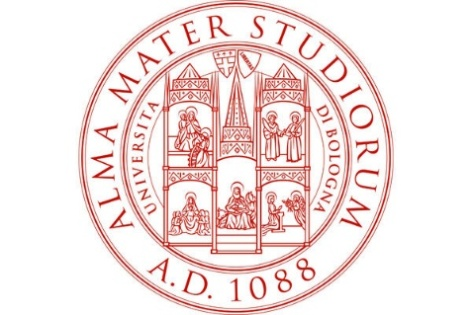 ALMA MATER STUDIORUM
UNIVERSITA DI BOLOGNA
A.D. 1088